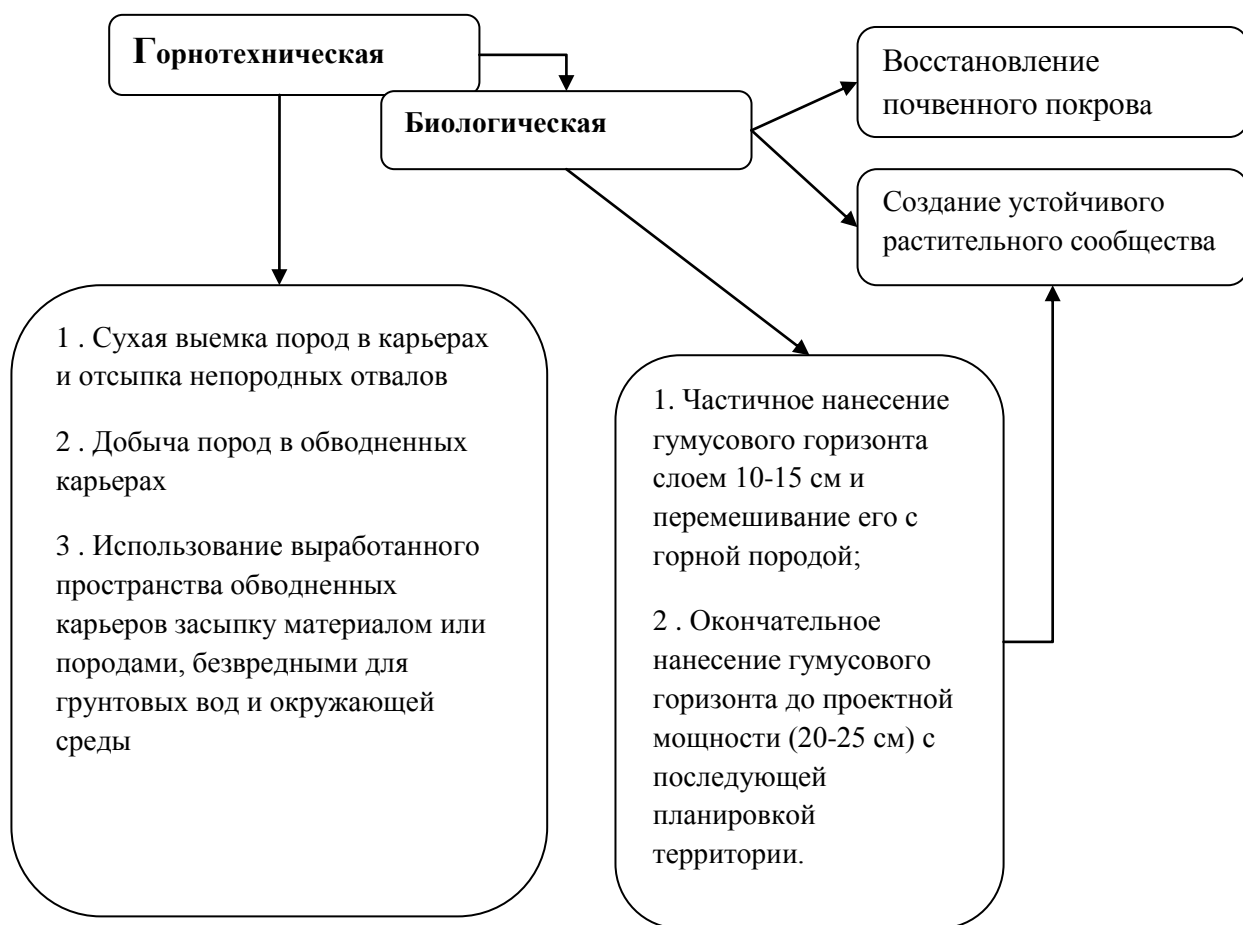 Горнотехническая
Биологическая
Восстановление
почвенного покрова
Создание устойчивого
растительного сообщества
1 . Сухая выемка пород в карьерах
и отсыпка непородных отвалов
2 . Добыча пород в обводненных
карьерах
3 . Использование выработанного
пространства обводненных
карьеров засыпку материалом или
породами, безвредными для
грунтовых вод и окружающей
среды
1. Частичное нанесение
гумусового горизонта
слоем 10-15 см и
перемешивание его с
горной породой;
2 . Окончательное
нанесение гумусового
горизонта до проектной
мощности (20-25 см) с
последующей
планировкой
территории.